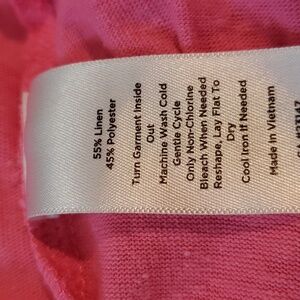 55% Linen
45% Polyester
Turn Garment Inside
Out
Machine Wash Cold
Gentle Cycle
Only Non-Chlorine
Bleach When Needed
Reshape, Lay Flat To
Dry
Cool Iron If Needed
Made In Vietnam